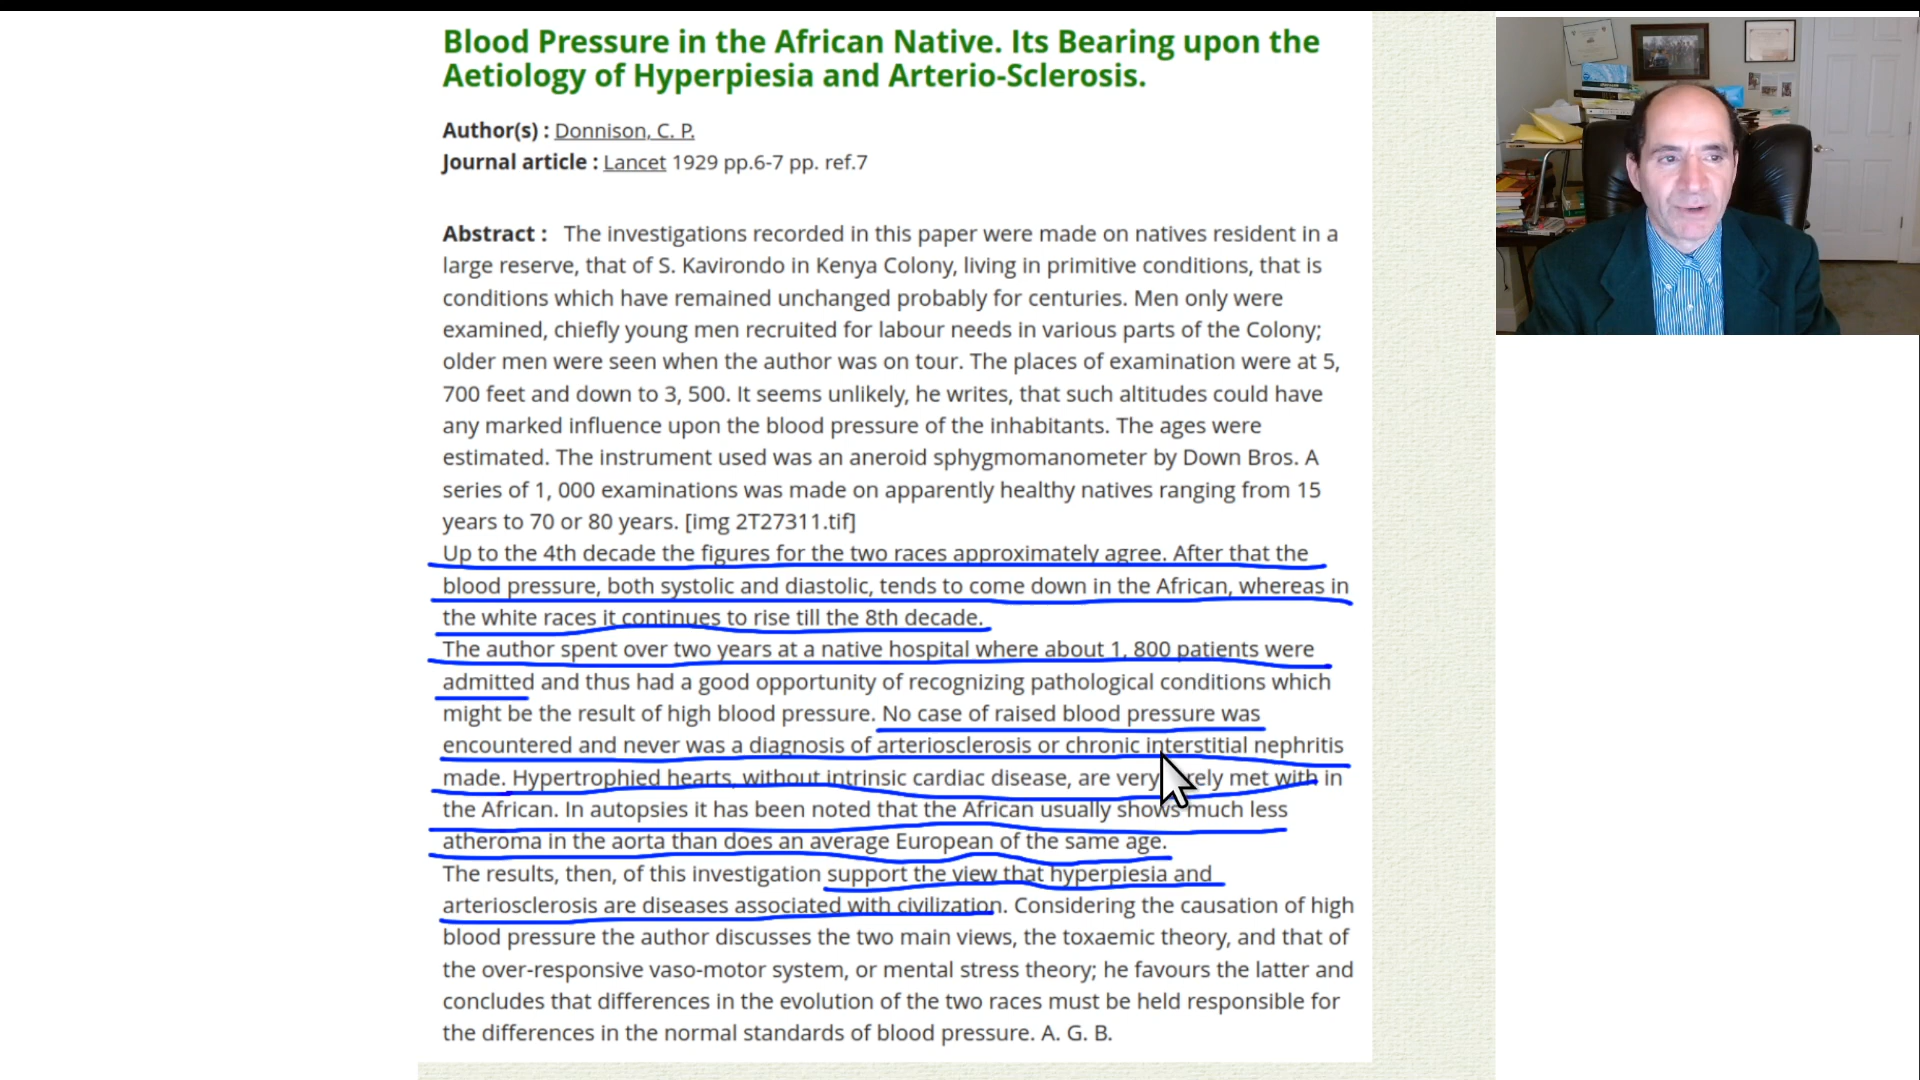 Blood Pressure in the African Native. Its Bearing upon the
Aetiology of Hyperpiesia and Arterio-Sclerosis.
Author(s) : Donnison, C. P.
Journal article : Lancet 1929 pp.6-7 pp. ref.7
Abstract : The investigations recorded in this paper were made on natives resident in a
large reserve, that of S. Kavirondo in Kenya Colony, living in primitive conditions, that is
conditions which have remained unchanged probably for centuries. Men only were
examined, chiefly young men recruited for labour needs in various parts of the Colony;
older men were seen when the author was on tour. The places of examination were at 5,
700 feet and down to 3, 500. It seems unlikely, he writes, that such altitudes could have
any marked influence upon the blood pressure of the inhabitants. The ages were
estimated. The instrument used was an aneroid sphygmomanometer by Down Bros. A
series of 1, 000 examinations was made on apparently healthy natives ranging from 15
years to 70 or 80 years. [img 2T27311.tif]
Up to the 4th decade the figures for the two races approximately agree. After that the
blood pressure, both systolic and diastolic, tends to come down in the African, whereas in
the white races it continues to rise till the 8th decade.
The author spent over two years at a native hospital where about 1, 800 patients were
admitted and thus had a good opportunity of recognizing pathological conditions which
might be the result of high blood pressure. No case of raised blood pressure was
encountered and never was a diagnosis of arteriosclerosis or chronic interstitial nephritis
made. Hypertrophied hearts, without intrinsic cardiac disease, are very met with in
the African. In autopsies it has been noted that the African usually shows much less
atheroma in the aorta than does an average European of the same age.
The results, then, of this investigation support the view that hyperpiesia and
arteriosclerosis are diseases associated with civilization. Considering the causation of high
blood pressure the author discusses the two main views, the toxaemic theory, and that of
the over-responsive vaso-motor system, or mental stress theory; he favours the latter and
concludes that differences in the evolution of the two races must be held responsible for
the differences in the normal standards of blood pressure. A. G. B.